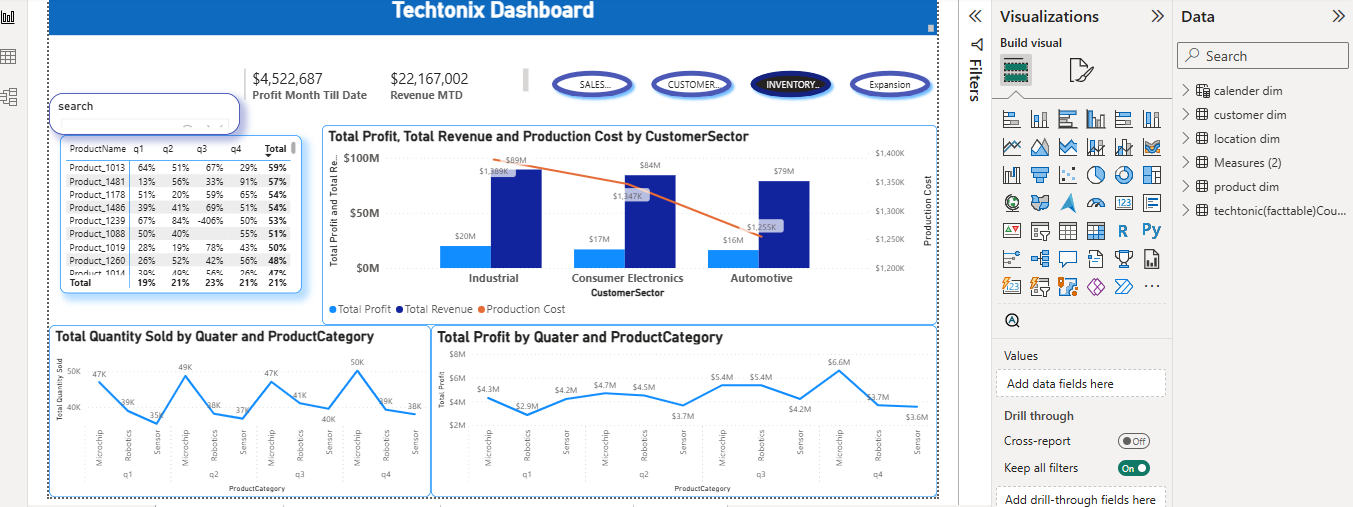 Techtonix Dashboard
$4,522,687
Profit Month Till Date
$22,167,002
Revenue MTD
SALES...
CUSTOMER...
INVENTORY...
Expansion
search
ProductName q1 q2 q3 q4 Total
Product_1013 64% 51% 67% 29% 59%
Product_1481 13% 56% 33% 91% 57%
Product_1178 51% 20% 59% 65% 54%
Product_1486 39% 41% 69% 51% 54%
Product_1239 67% 84% -406% 50% 53%
Product_1088 50% 40% 55% 51%
Product_1019 28% 19% 78% 43% 50%
Product_1260 26% 52% 42% 56% 48%
Product_1014 39% 49% 56% 26% 47%
Total 19% 21% 23% 21% 21%
Total Profit, Total Revenue and Production Cost by CustomerSector
Total Profit and Total Re...
$100M
$50M
$0M
$89M
$84M
$79M
$1,389K
$1,347K
$1,255K
$20M
$17M
$16M
$1,400K
$1,350K
$1,300K
$1,250K
$1,200K
Production Cost
Industrial
Consumer Electronics
Automotive
CustomerSector
Total Profit
Total Revenue
Production Cost
Total Quantity Sold by Quater and ProductCategory
Total Quantity Sold
50K
40K
47K
39K
35K
49K
38K
37K
47K
41K
40K
50K
39K
38K
Microchip
Robotics
Sensor
Microchip
Robotics
Sensor
Microchip
Robotics
Sensor
Microchip
Robotics
Sensor
q1
q2
q3
q4
ProductCategory
Total Profit by Quater and ProductCategory
Total Profit
$8M
$6M
$4M
$2M
$4.3M
$2.9M
$4.2M
$4.7M
$4.5M
$3.7M
$5.4M
$5.4M
$4.2M
$6.6M
$3.7M
$3.6M
Microchip
Robotics
Sensor
Microchip
Robotics
Sensor
Microchip
Robotics
Sensor
Microchip
Robotics
Sensor
q1
q2
q3
q4
ProductCategory
Filters
Visualizations
Build visual
123
R
Py
123
Values
Add data fields here
Drill through
Cross-report
Off
Keep all filters
On
Add drill-through fields here
Data
Search
calender dim
customer dim
location dim
Measures (2)
product dim
techtonic(facttable)Cou...